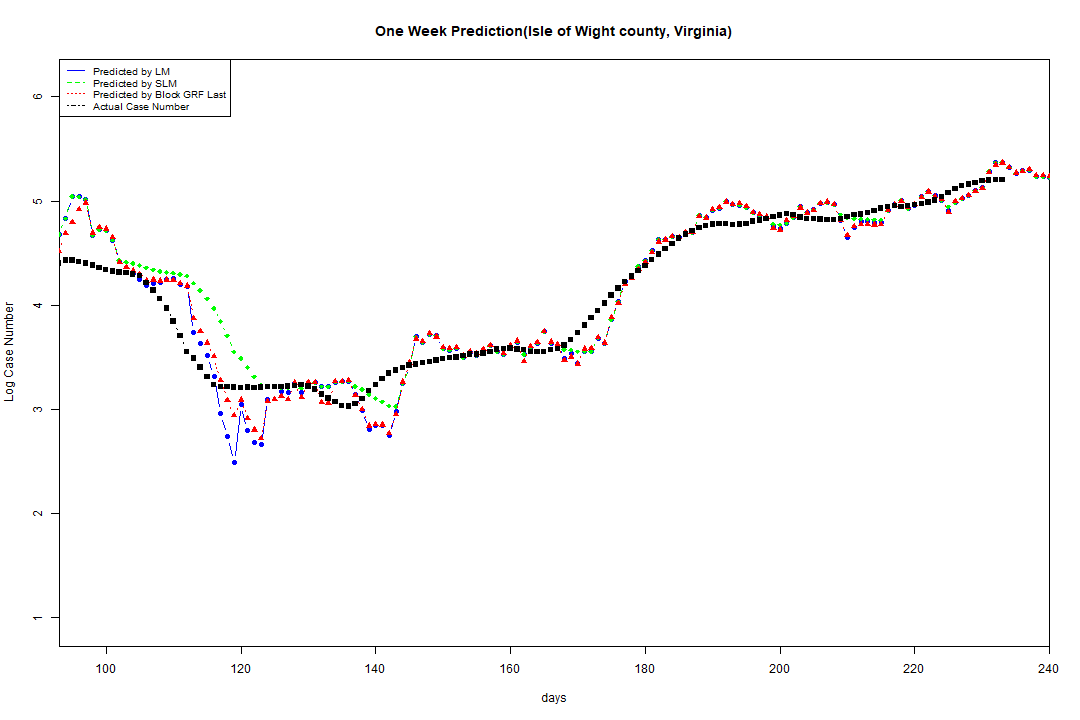 One Week Prediction(Isle of Wight county, Virginia)
Predicted by LM
Predicted by SLM
Predicted by Block GRF Last
Actual Case Number
6
5
4
3
2
1
Log Case Number
100 120 140 160 180 200 220 240
days